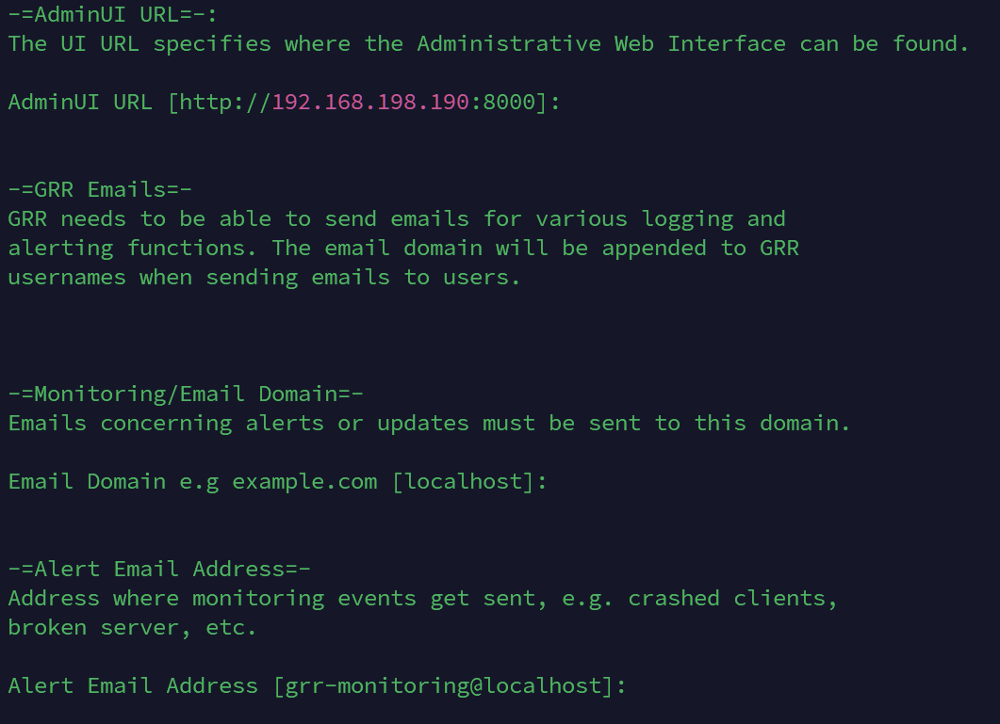 -=AdminUI URL=-:
The UI URL specifies where the Administrative Web Interface can be found.
AdminUI URL [http://192.168.198.190:8000]:
-=GRR Emails=-
GRR needs to be able to send emails for various logging and
alerting functions. The email domain will be appended to GRR
usernames when sending emails to users.
-=Monitoring/Email Domain=-
Emails concerning alerts or updates must be sent to this domain.
Email Domain e.g example.com [localhost]:
-=Alert Email Address=-
Address where monitoring events get sent, e.g. crashed clients,
broken server, etc.
Alert Email Address [grr-monitoring@localhost]: